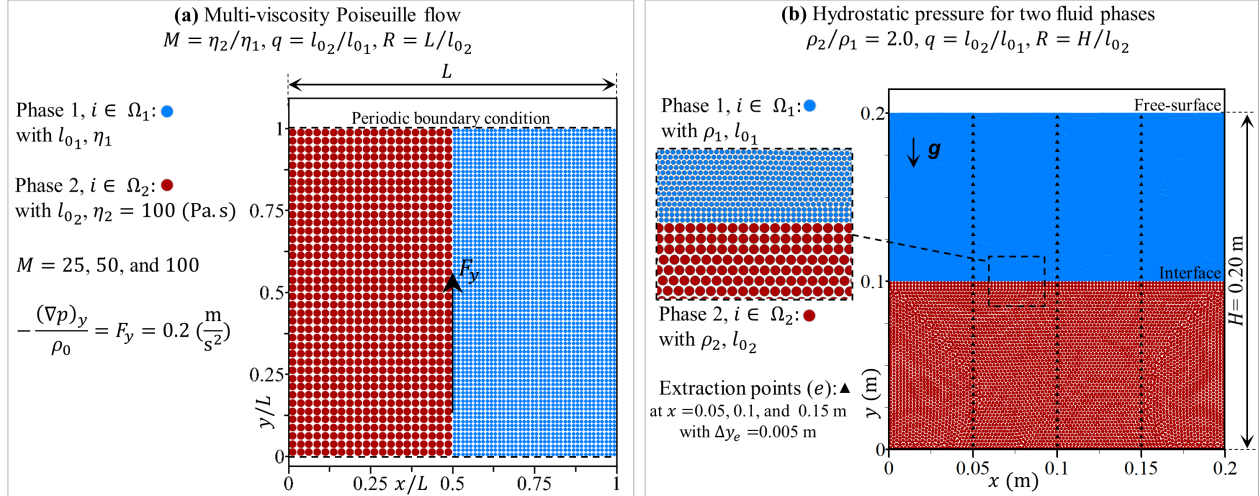 (a) Multi-viscosity Poiseuille flow
M = η₂/η₁, q = l₀₂/l₀₁, R = L/l₀₂
L
Phase 1, i ∈ Ω₁:
with l₀₁, η₁
Phase 2, i ∈ Ω₂:
with l₀₂, η₂ = 100 (Pa.s)
M = 25, 50, and 100
−(∇p)y/ρ₀ = Fy = 0.2 (m/s²)
Periodic boundary condition
1
0.75
0.5
0.25
0
y/L
Fy
0
0.25
x/L
0.5
0.75
1
(b) Hydrostatic pressure for two fluid phases
ρ₂/ρ₁ = 2.0, q = l₀₂/l₀₁, R = H/l₀₂
Phase 1, i ∈ Ω₁:
with ρ₁, l₀₁
Phase 2, i ∈ Ω₂:
with ρ₂, l₀₂
Extraction points (e):▲
at x =0.05, 0.1, and 0.15 m
with Δyₑ =0.005 m
Free-surface
0.2
g
Interface
0.1
H= 0.20 m
y (m)
0
0
0.05
0.1
0.15
0.2
x (m)